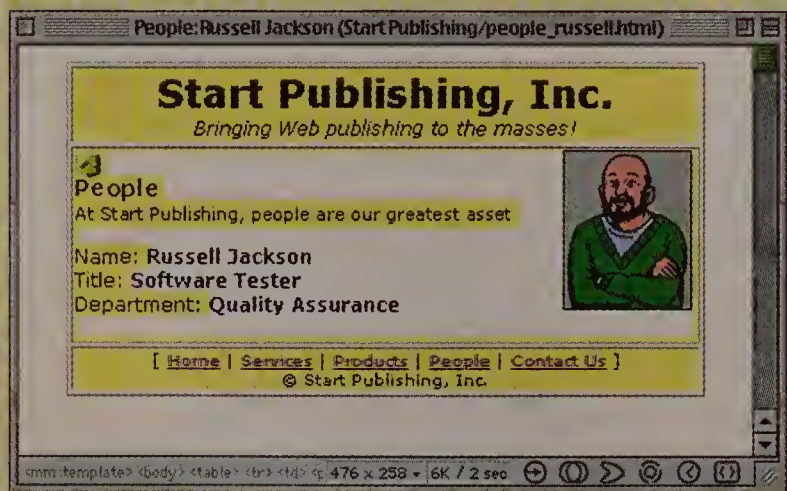 People: Russell Jackson (Start Publishing/people_russell.html)
Start Publishing, Inc.
Bringing Web publishing to the masses!
People
At Start Publishing, people are our greatest asset
Name: Russell Jackson
Title: Software Tester
Department: Quality Assurance
[ Home | Services | Products | People | Contact Us ]
© Start Publishing, Inc.
<mm:template> <body> <table> <tr> <td> 476 x 258 6K / 2 sec